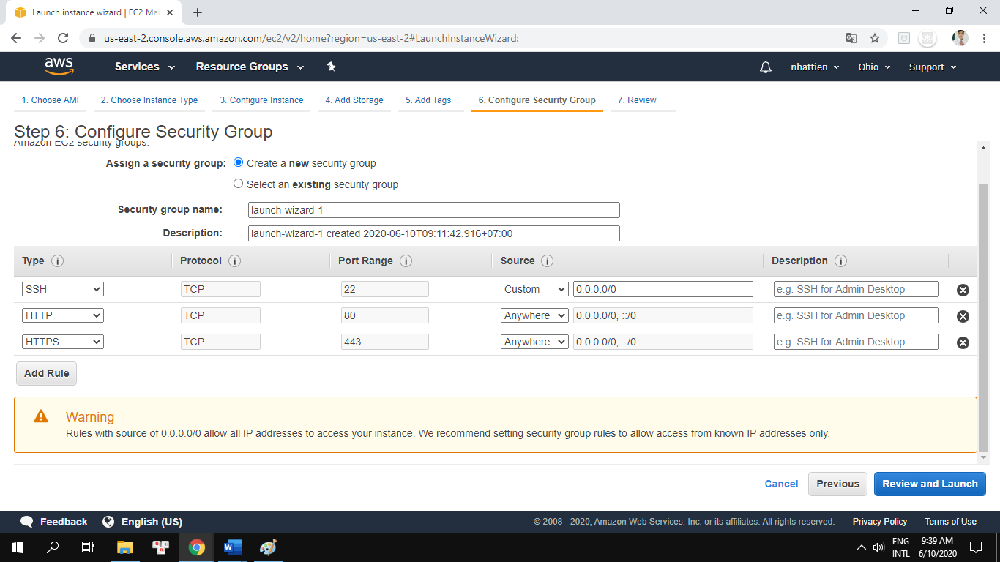 Launch instance wizard | EC2 Mar
us-east-2.console.aws.amazon.com/ec2/v2/home?region=us-east-2#LaunchInstanceWizard:
aws Services Resource Groups nhattien Ohio Support
1. Choose AMI 2. Choose Instance Type 3. Configure Instance 4. Add Storage 5. Add Tags 6. Configure Security Group 7. Review
Step 6: Configure Security Group
Amazon EC2 security groups.
Assign a security group: Create a new security group
Select an existing security group
Security group name: launch-wizard-1
Description: launch-wizard-1 created 2020-06-10T09:11:42.916+07:00
Type i Protocol i Port Range i Source i Description i
SSH TCP 22 Custom 0.0.0.0/0 e.g. SSH for Admin Desktop
HTTP TCP 80 Anywhere 0.0.0.0/0, ::/0 e.g. SSH for Admin Desktop
HTTPS TCP 443 Anywhere 0.0.0.0/0, ::/0 e.g. SSH for Admin Desktop
Add Rule
Warning
Rules with source of 0.0.0.0/0 allow all IP addresses to access your instance. We recommend setting security group rules to allow access from known IP addresses only.
Cancel Previous Review and Launch
Feedback English (US) © 2008 - 2020, Amazon Web Services, Inc. or its affiliates. All rights reserved. Privacy Policy Terms of Use
ENG 9:39 AM
INTL 6/10/2020